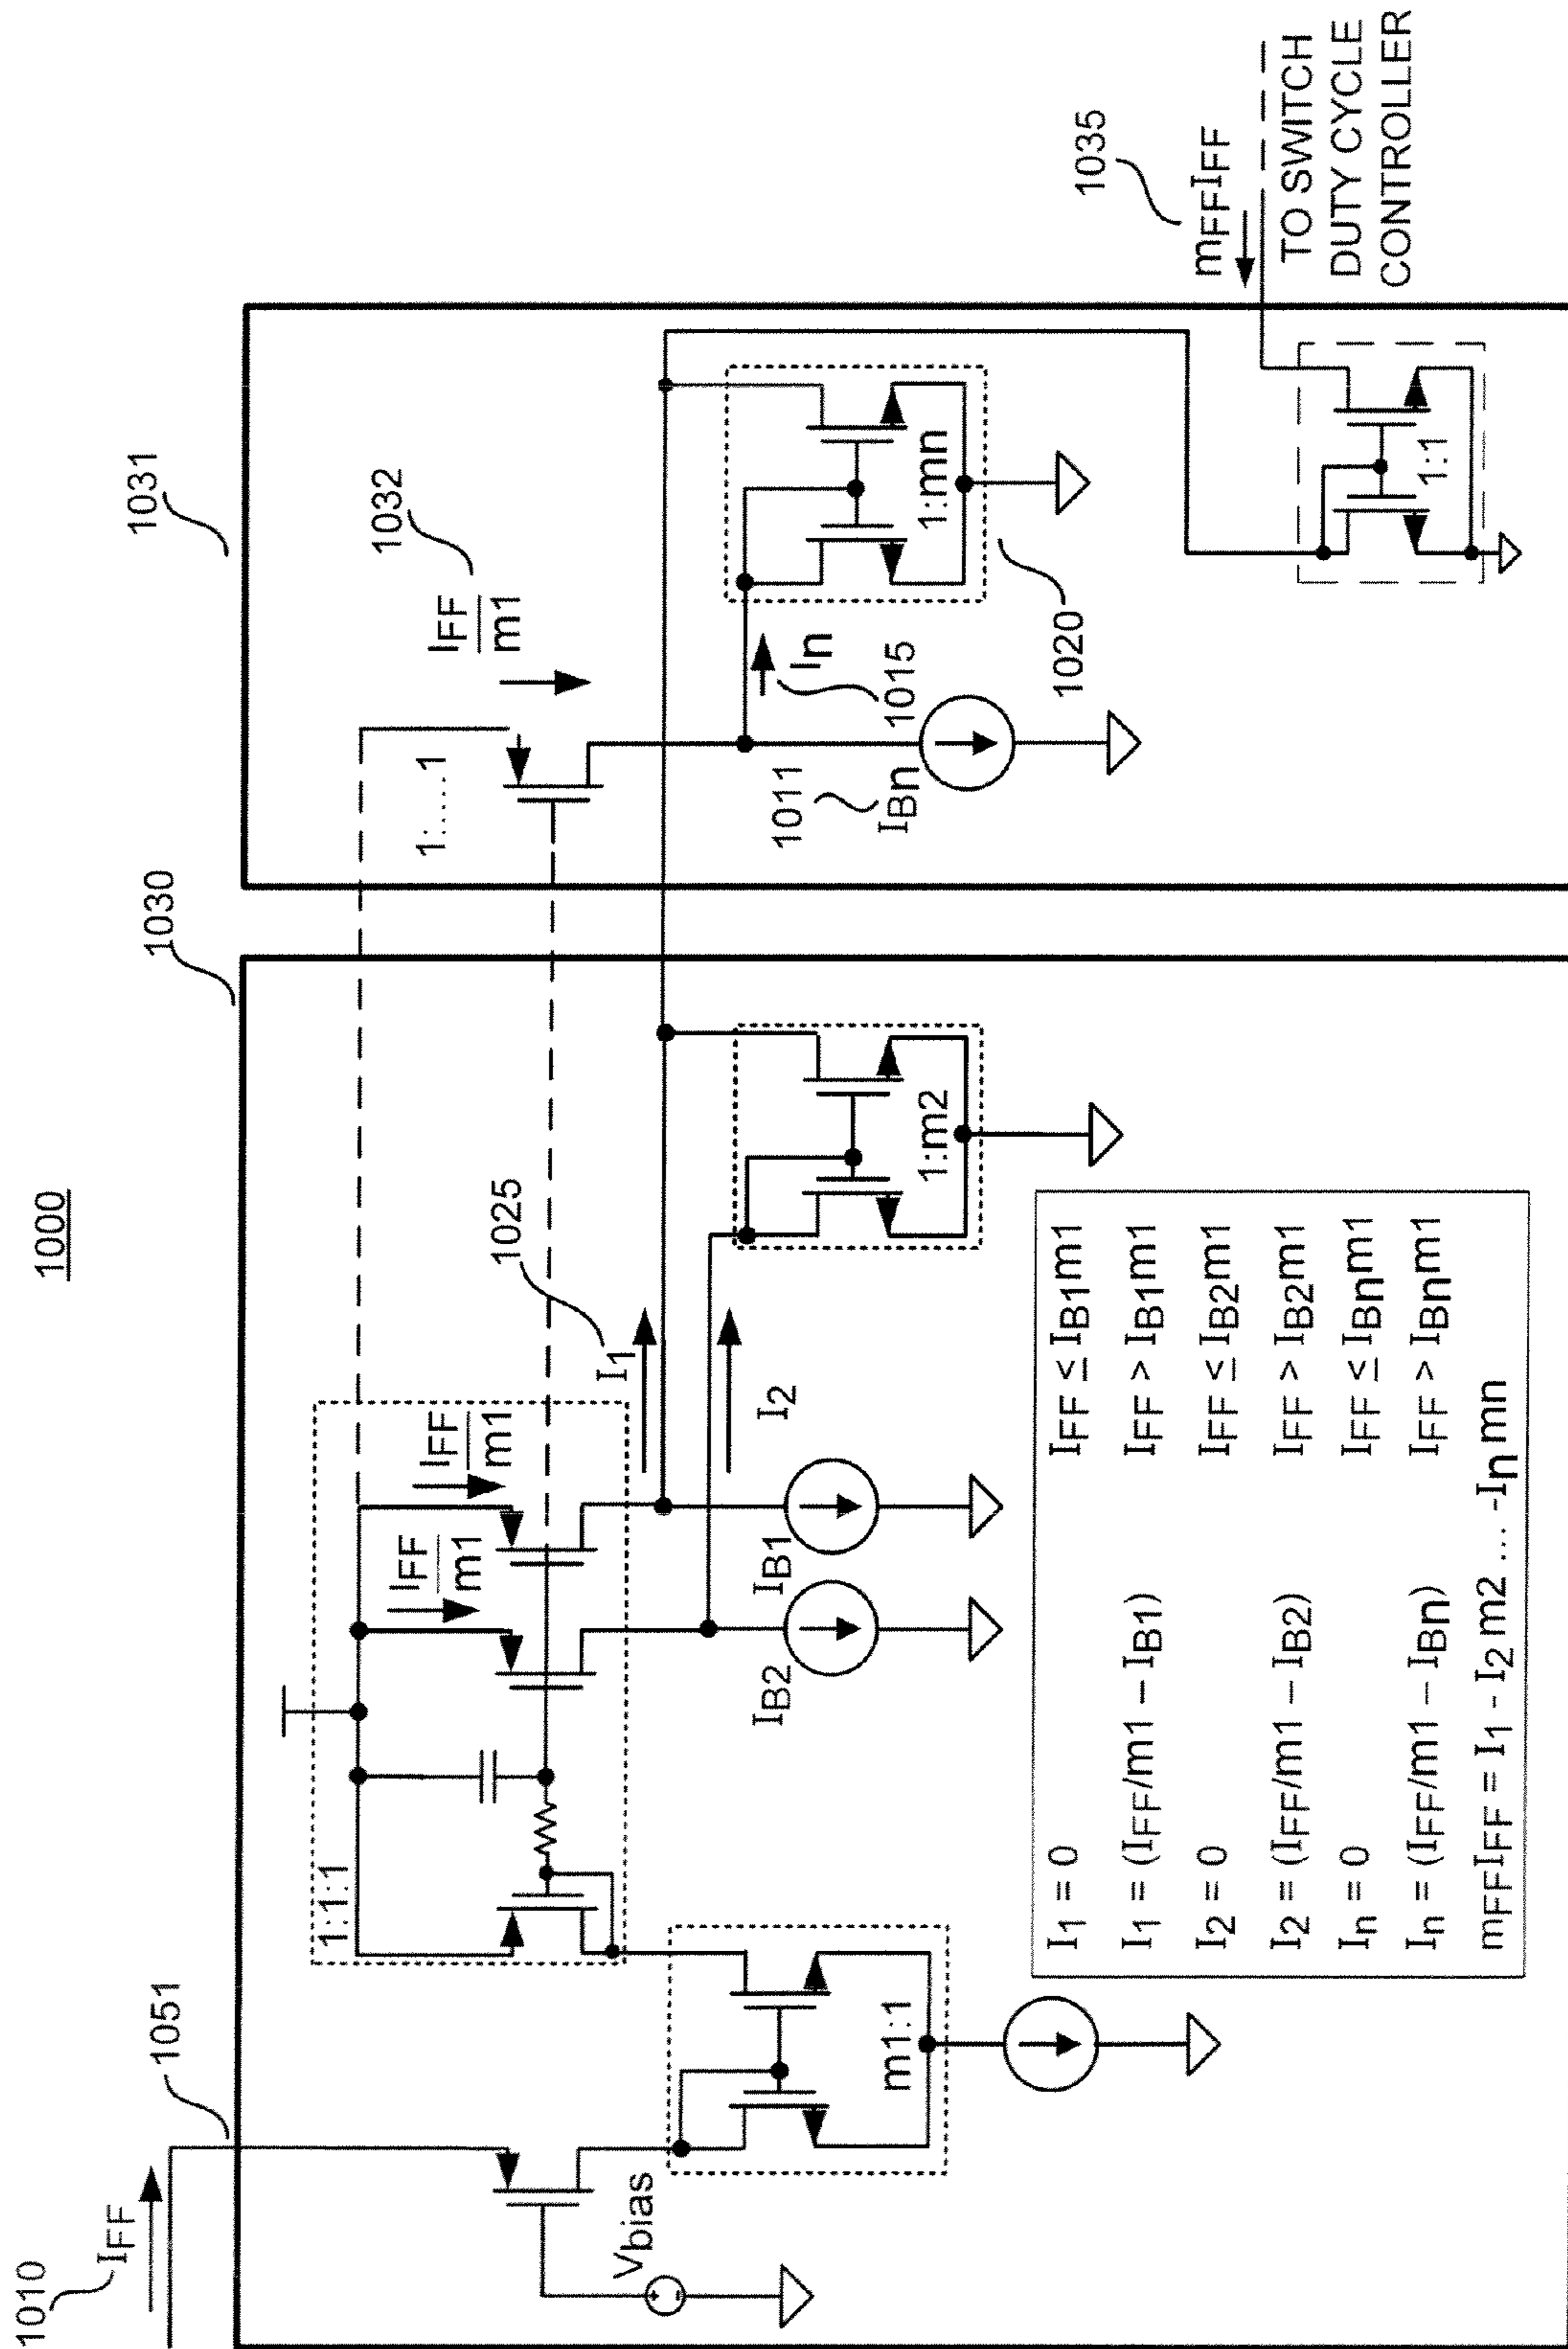 1000
1010
IFF
1051
1030
1031
1:1:1
IFF
m1
IFF
m1
1025
I1
I2
1:.....1
IFF
m1
1032
Vbias
m1:1
IB2
IB1
1:m2
1011
IBn
1015
In
1:mn
1020
1035
mFFIFF
TO SWITCH
DUTY CYCLE
CONTROLLER
1:1
I1 = 0 IFF ≤ IB1m1
I1 = (IFF/m1 – IB1) IFF > IB1m1
I2 = 0 IFF ≤ IB2m1
I2 = (IFF/m1 – IB2) IFF > IB2m1
In = 0 IFF ≤ IBnm1
In = (IFF/m1 – IBn) IFF > IBnm1
mFFIFF = I1 - I2 m2 ... -In mn